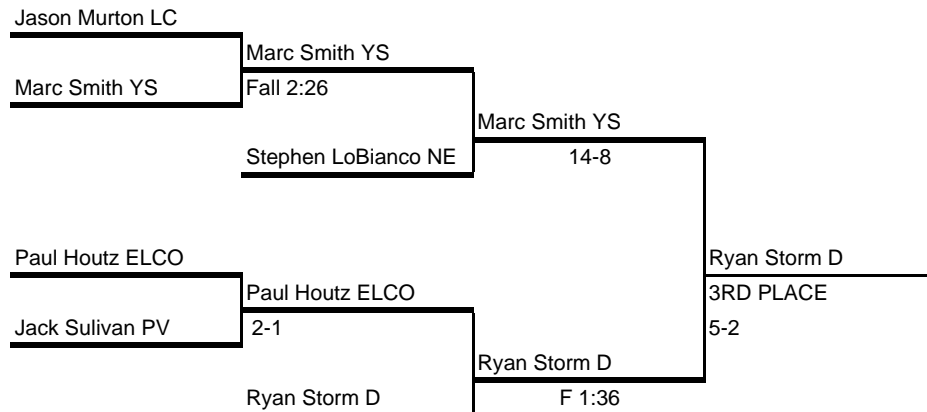 Jason Murton LC
Marc Smith YS
Marc Smith YS
Fall 2:26
Marc Smith YS
Stephen LoBianco NE
14-8
Paul Houtz ELCO
Ryan Storm D
Paul Houtz ELCO
3RD PLACE
Jack Sulivan PV
2-1
5-2
Ryan Storm D
Ryan Storm D
F 1:36